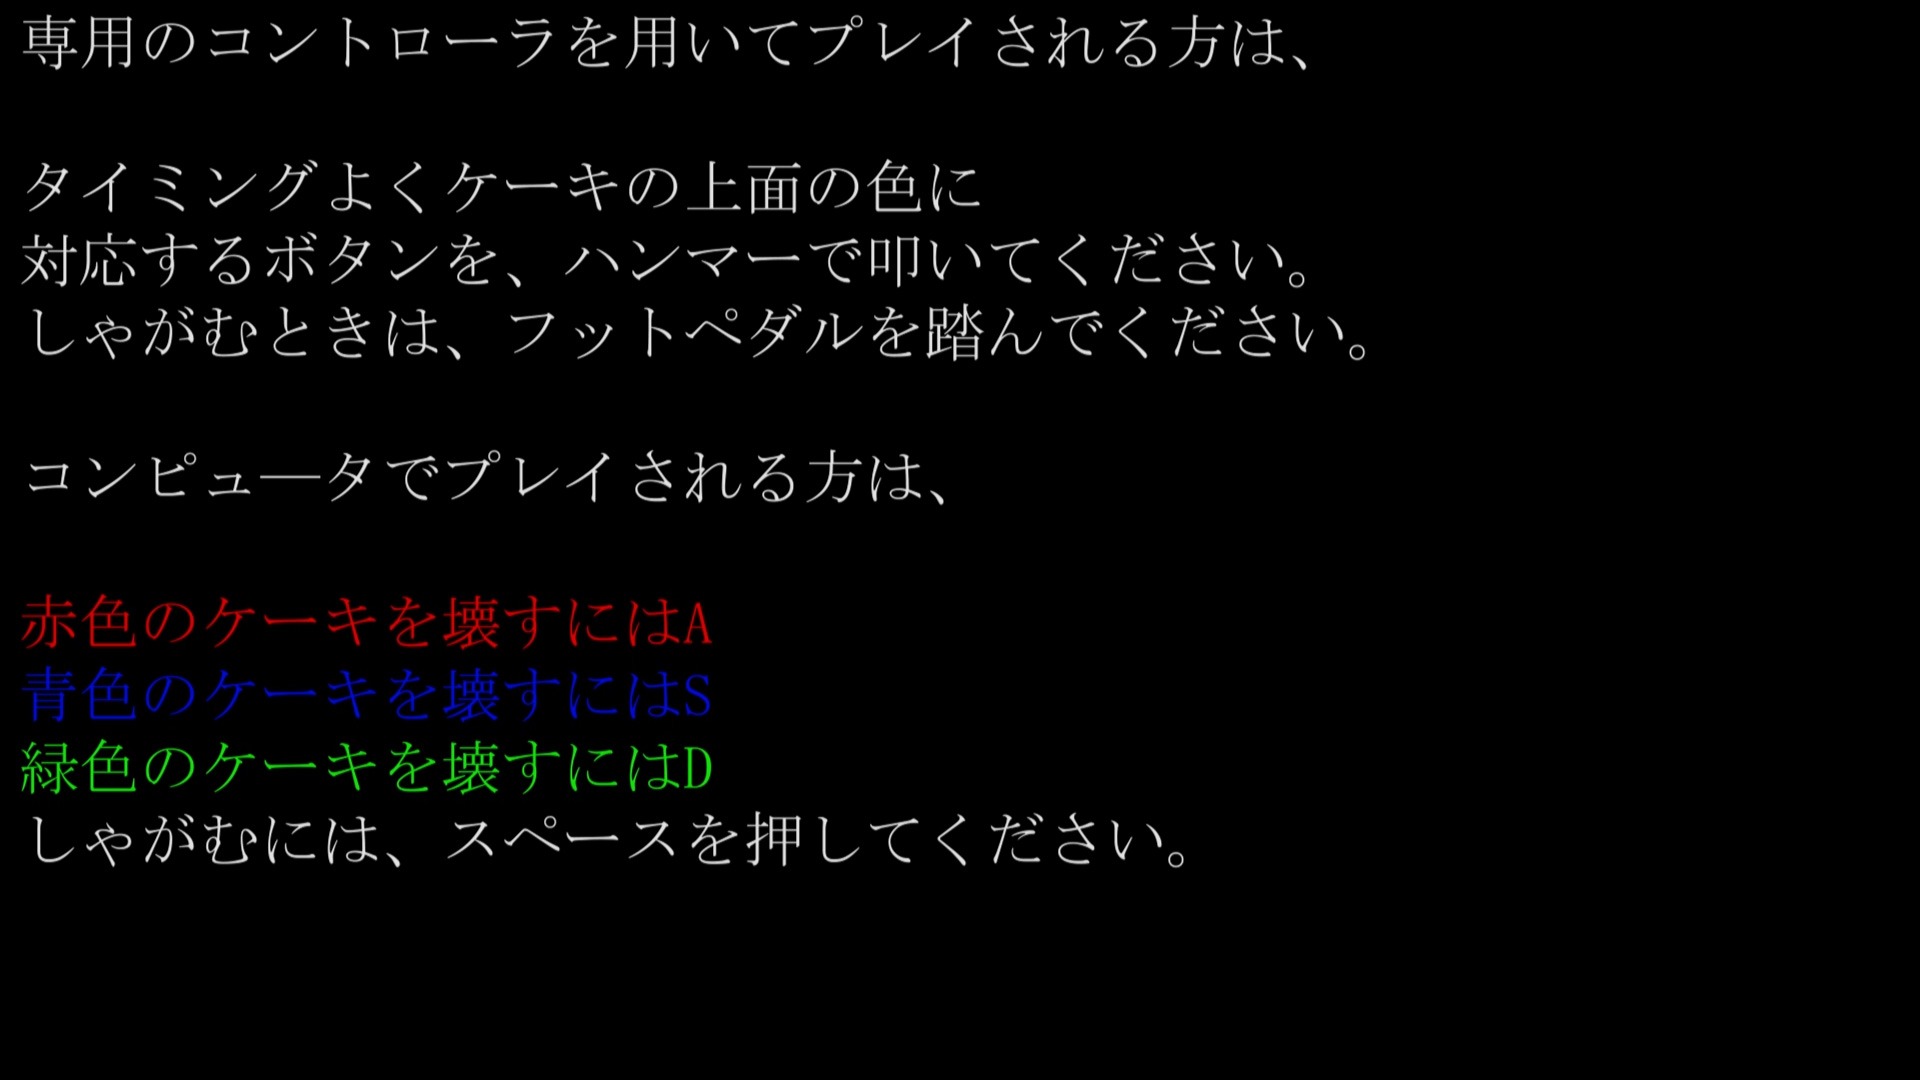 専用のコントローラを用いてプレイされる方は、
タイミングよくケーキの上面の色に
対応するボタンを、ハンマーで叩いてください。
しゃがむときは、フットペダルを踏んでください。
コンピュ―タでプレイされる方は、
赤色のケーキを壊すにはA
青色のケーキを壊すにはS
緑色のケーキを壊すにはD
しゃがむには、スペースを押してください。